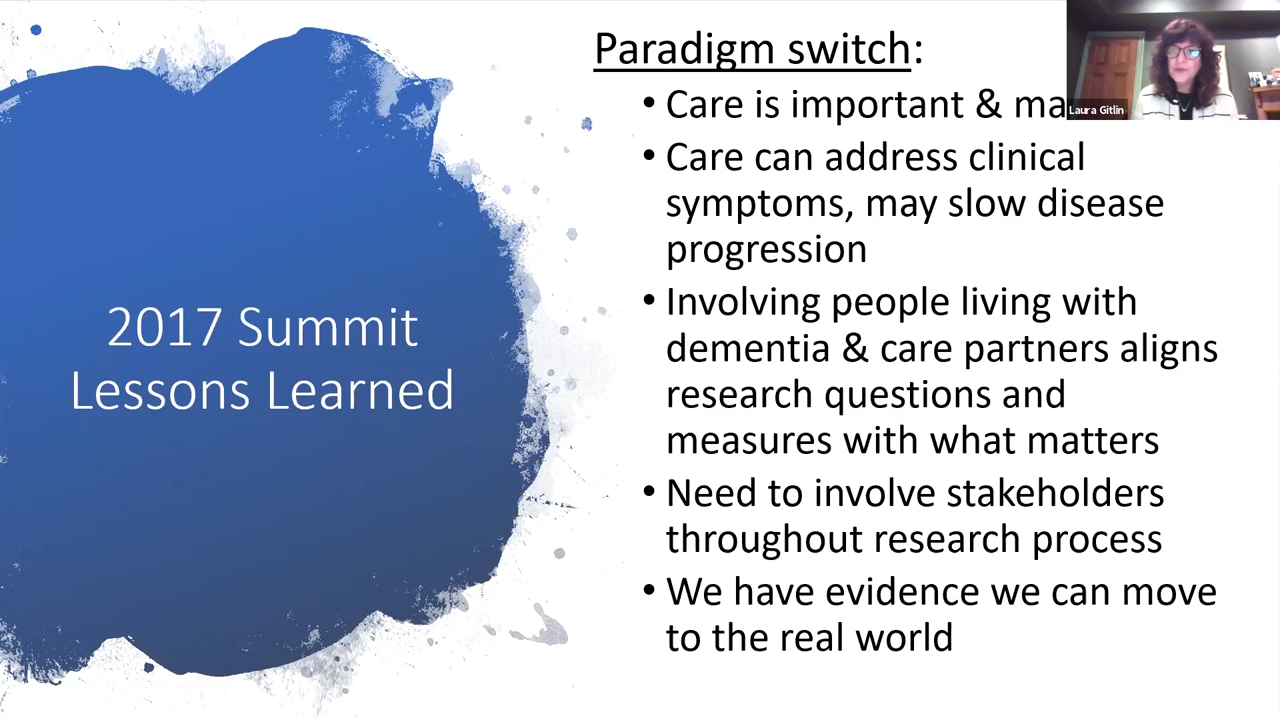 2017 Summit
Lessons Learned
Paradigm switch:
• Care is important &
• Care can address clinical
symptoms, may slow disease
progression
• Involving people living with
dementia & care partners aligns
research questions and
measures with what matters
• Need to involve stakeholders
throughout research process
• We have evidence we can move
to the real world
Laura Gitlin